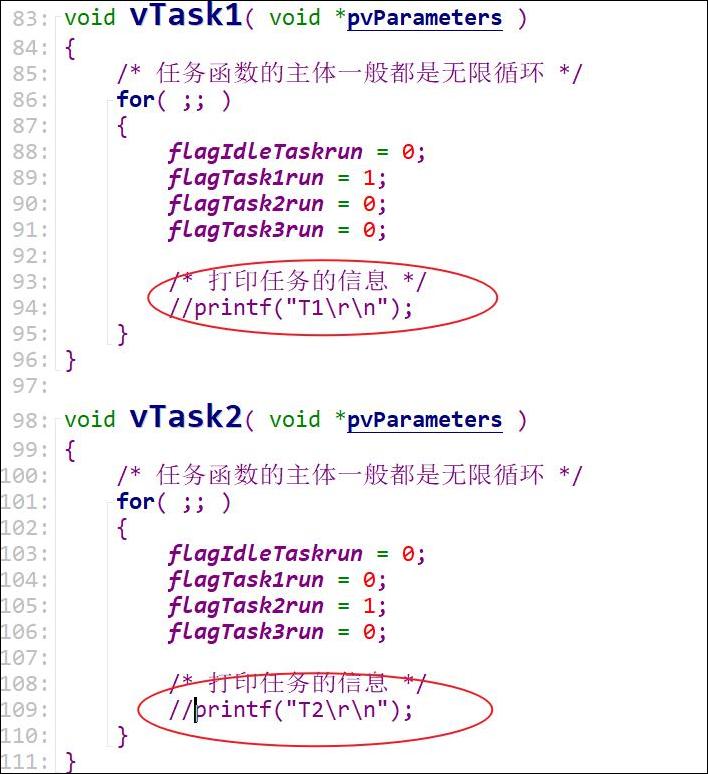 83: void vTask1( void *pvParameters )
84: {
85: /* 任务函数的主体一般都是无限循环 */
86: for( ;; )
87: {
88: flagIdleTaskrun = 0;
89: flagTask1run = 1;
90: flagTask2run = 0;
91: flagTask3run = 0;
92:
93: /* 打印任务的信息 */
94: //printf("T1\r\n");
95: }
96: }
97:
98: void vTask2( void *pvParameters )
99: {
100: /* 任务函数的主体一般都是无限循环 */
101: for( ;; )
102: {
103: flagIdleTaskrun = 0;
104: flagTask1run = 0;
105: flagTask2run = 1;
106: flagTask3run = 0;
107:
108: /* 打印任务的信息 */
109: //printf("T2\r\n");
110: }
111: }